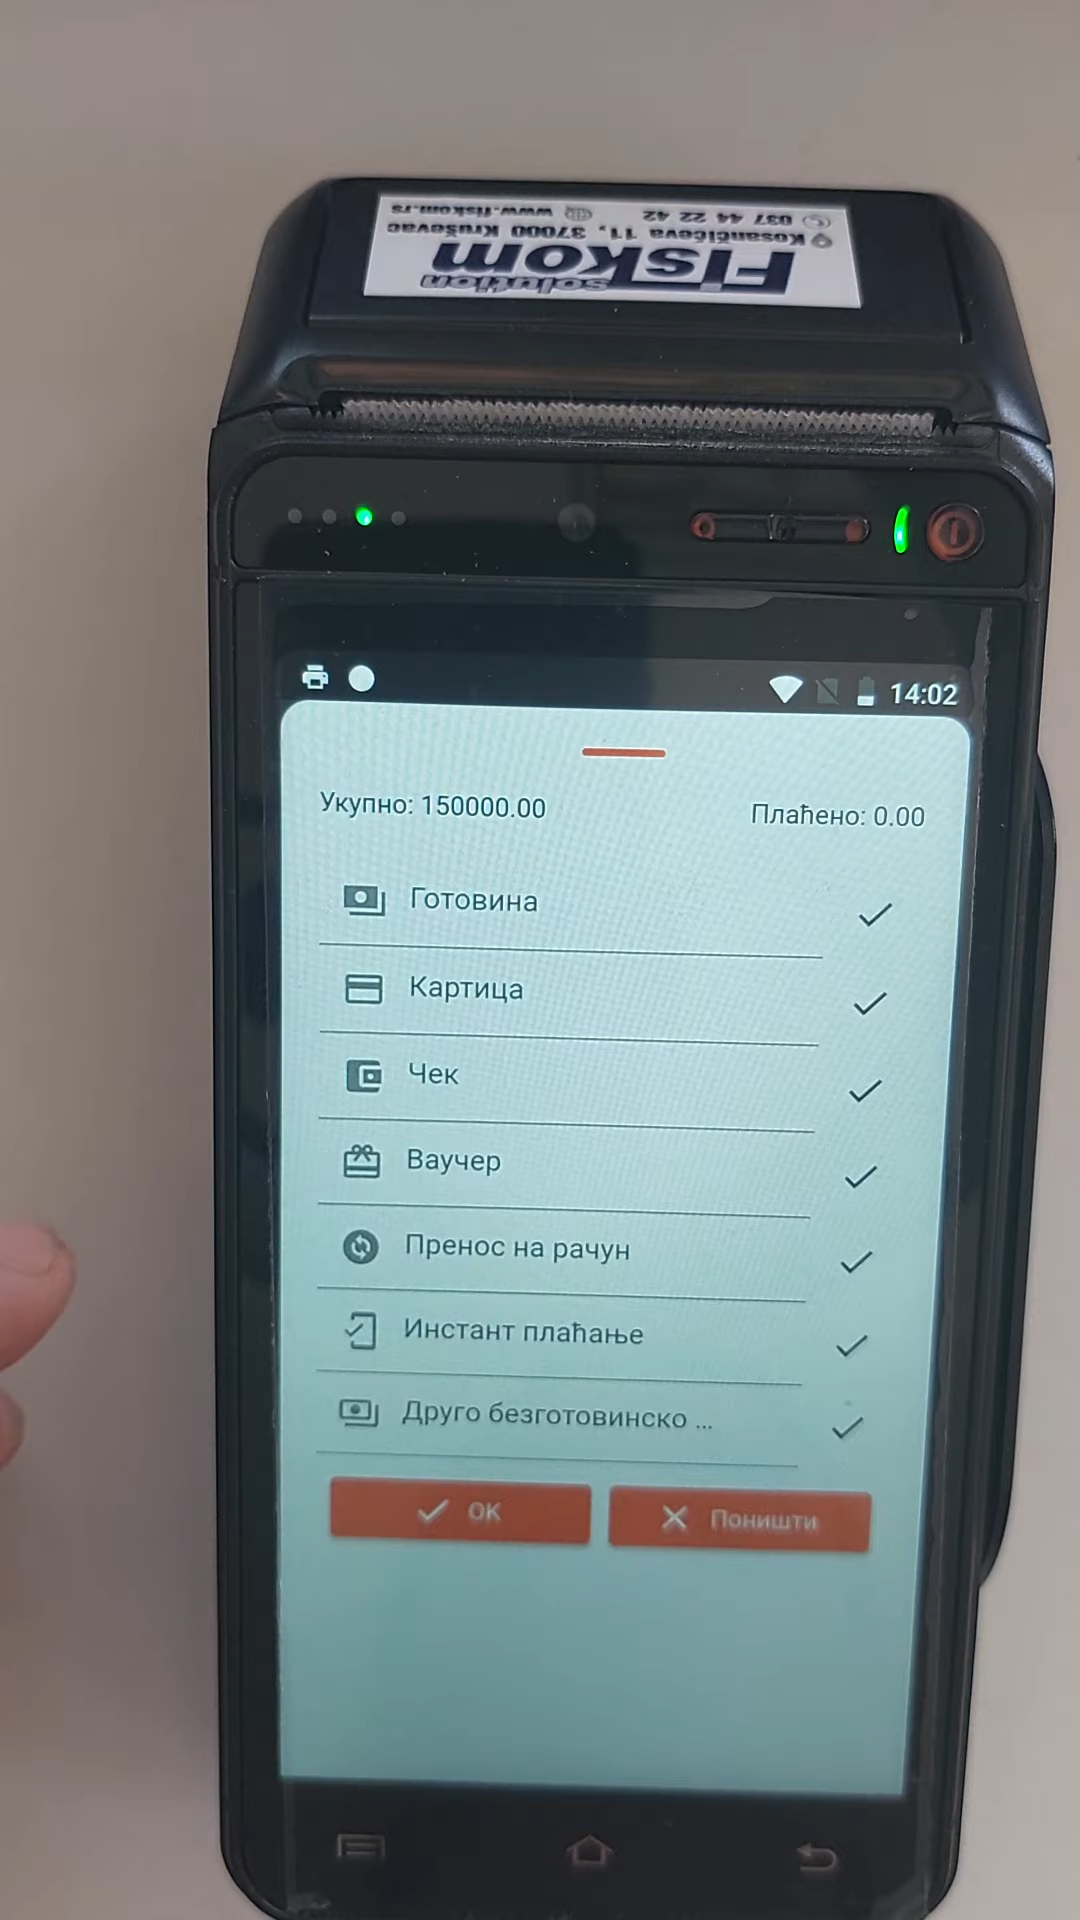 Fiskom
solution
Kosančićeva 11, 37000 Kruševac
037 44 22 42 www.fiskom.rs
14:02
Укупно: 150000.00 Плаћено: 0.00
Готовина
Картица
Чек
Ваучер
Пренос на рачун
Инстант плаћање
Друго безготовинско ...
ОК Поништи